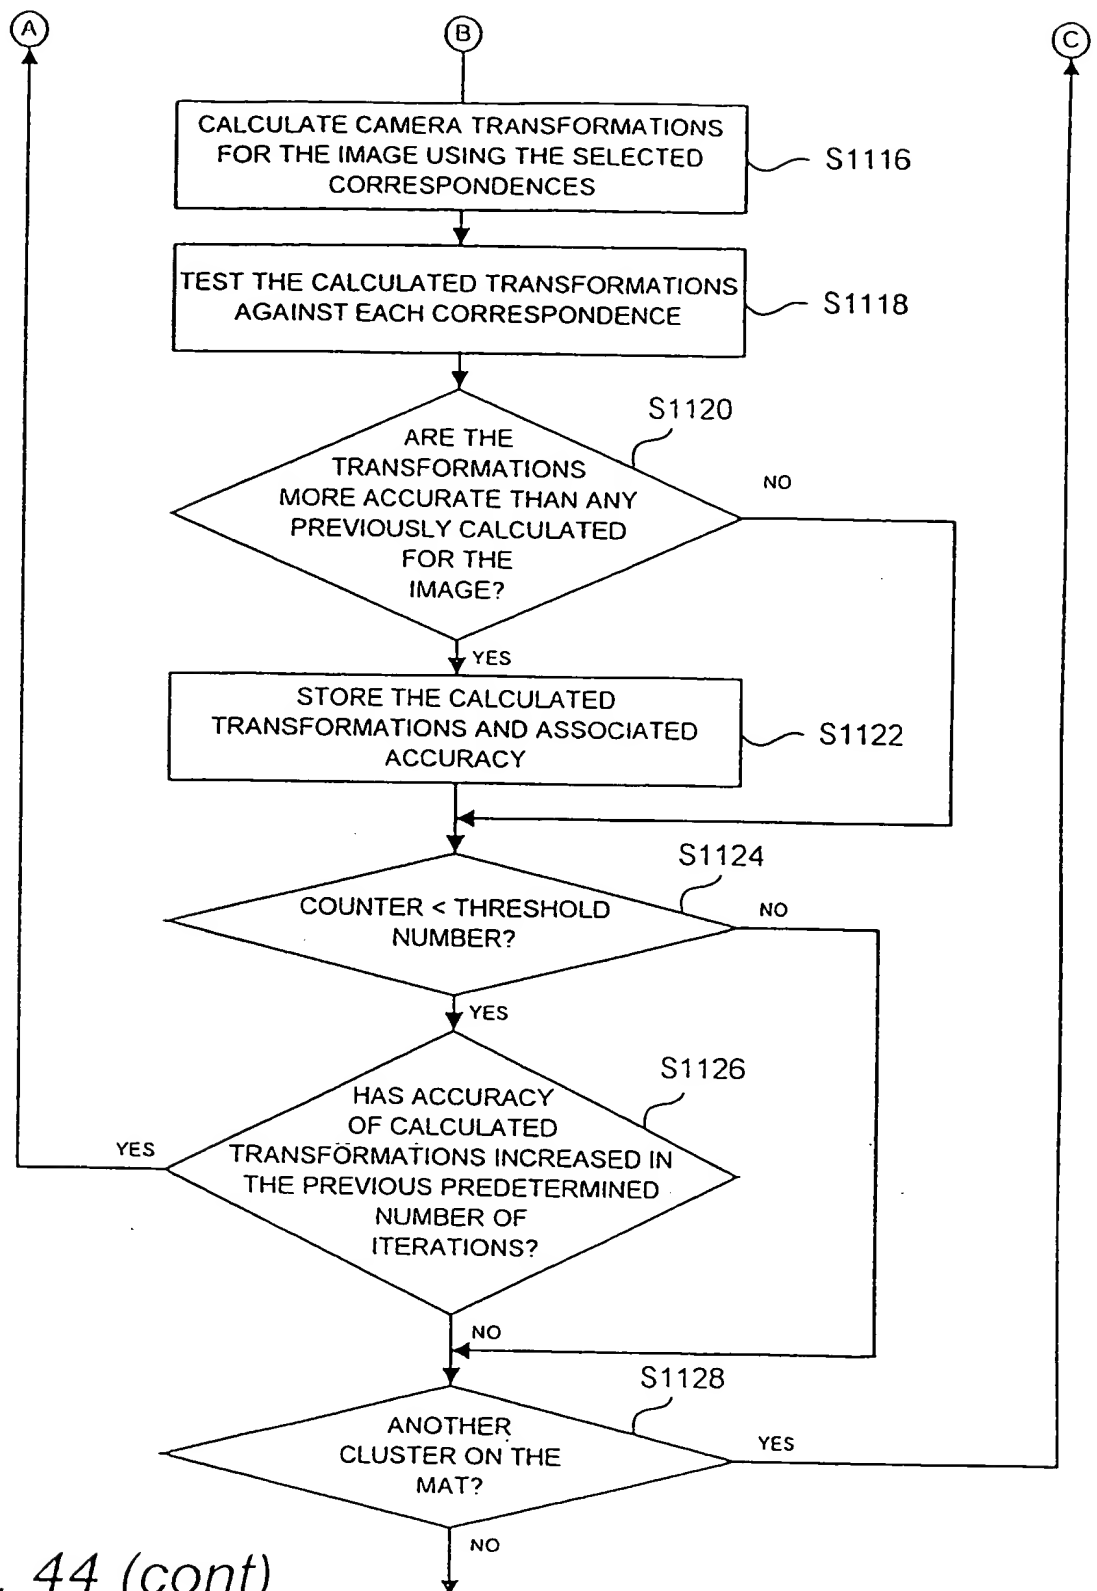 A
B
C
CALCULATE CAMERA TRANSFORMATIONS
FOR THE IMAGE USING THE SELECTED
CORRESPONDENCES
S1116
TEST THE CALCULATED TRANSFORMATIONS
AGAINST EACH CORRESPONDENCE
S1118
S1120
ARE THE
TRANSFORMATIONS
MORE ACCURATE THAN ANY
PREVIOUSLY CALCULATED
FOR THE
IMAGE?
NO
YES
STORE THE CALCULATED
TRANSFORMATIONS AND ASSOCIATED
ACCURACY
S1122
S1124
COUNTER < THRESHOLD
NUMBER?
NO
YES
S1126
HAS ACCURACY
OF CALCULATED
TRANSFORMATIONS INCREASED IN
THE PREVIOUS PREDETERMINED
NUMBER OF
ITERATIONS?
YES
NO
S1128
ANOTHER
CLUSTER ON THE
MAT?
YES
NO
. 44 (cont)